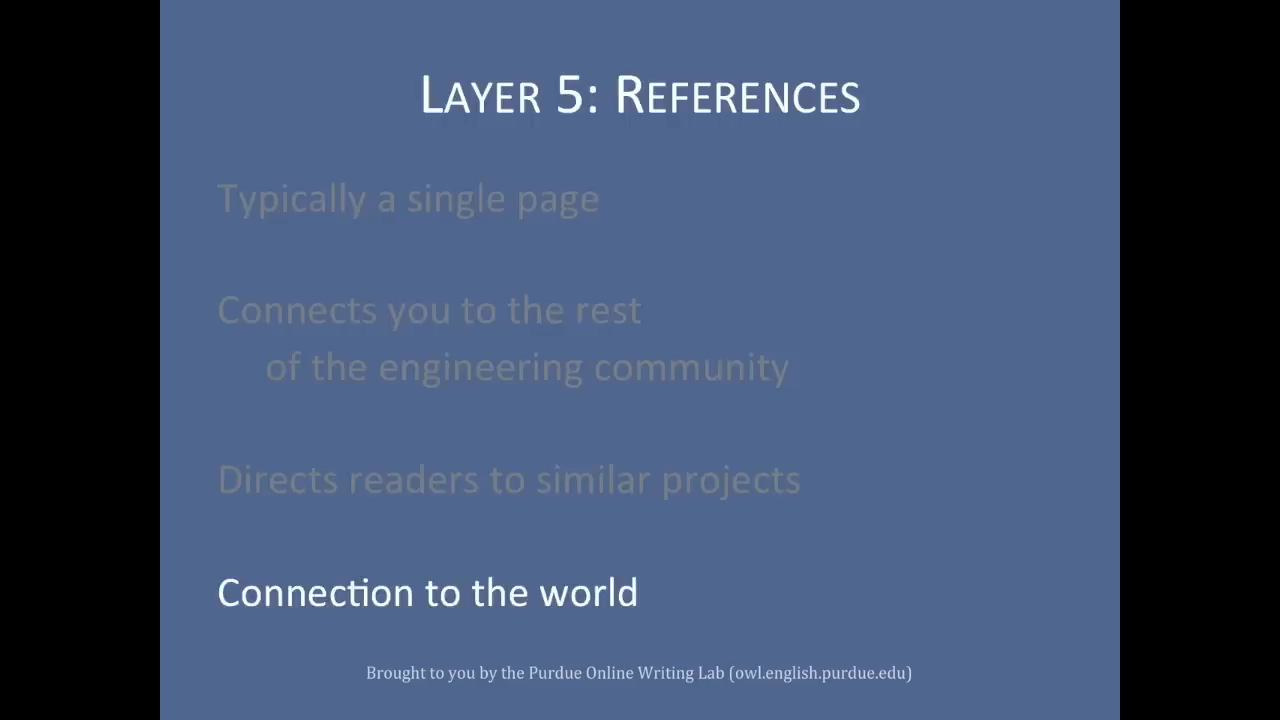 LAYER 5: REFERENCES
Typically a single page
Connects you to the rest
of the engineering community
Directs readers to similar projects
Connection to the world
Brought to you by the Purdue Online Writing Lab (owl.english.purdue.edu)